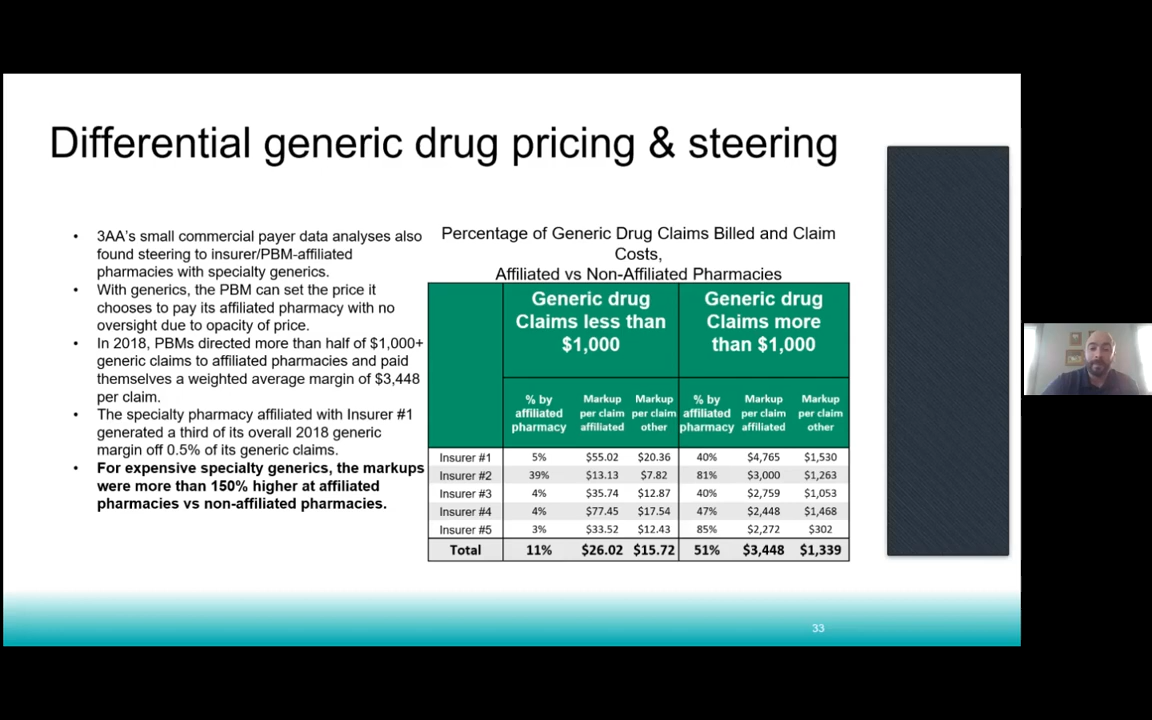 Differential generic drug pricing & steering
• 3AA's small commercial payer data analyses also
found steering to insurer/PBM-affiliated
pharmacies with specialty generics.
• With generics, the PBM can set the price it
chooses to pay its affiliated pharmacy with no
oversight due to opacity of price.
• In 2018, PBMs directed more than half of $1,000+
generic claims to affiliated pharmacies and paid
themselves a weighted average margin of $3,448
per claim.
• The specialty pharmacy affiliated with Insurer #1
generated a third of its overall 2018 generic
margin off 0.5% of its generic claims.
• For expensive specialty generics, the markups
were more than 150% higher at affiliated
pharmacies vs non-affiliated pharmacies.
Percentage of Generic Drug Claims Billed and Claim
Costs,
Affiliated vs Non-Affiliated Pharmacies
Generic drug Generic drug
Claims less than Claims more
$1,000 than $1,000
% by Markup Markup % by Markup Markup
affiliated per claim per claim affiliated per claim per claim
pharmacy affiliated other pharmacy affiliated other
Insurer #1 5% $55.02 $20.36 40% $4,765 $1,530
Insurer #2 39% $13.13 $7.82 81% $3,000 $1,263
Insurer #3 4% $35.74 $12.87 40% $2,759 $1,053
Insurer #4 4% $77.45 $17.54 47% $2,448 $1,468
Insurer #5 3% $33.52 $12.43 85% $2,272 $302
Total 11% $26.02 $15.72 51% $3,448 $1,339
33